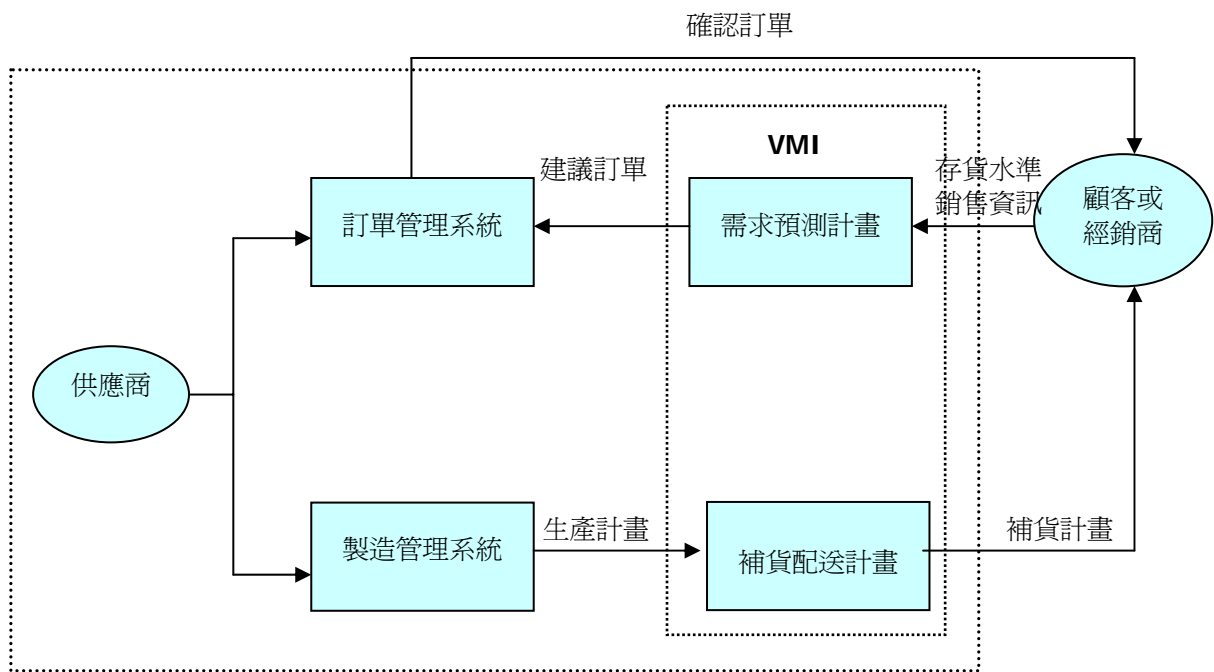 確認訂單
VMI
建議訂單
存貨水準
銷售資訊
訂單管理系統
需求預測計畫
顧客或
經銷商
供應商
製造管理系統
生產計畫
補貨配送計畫
補貨計畫